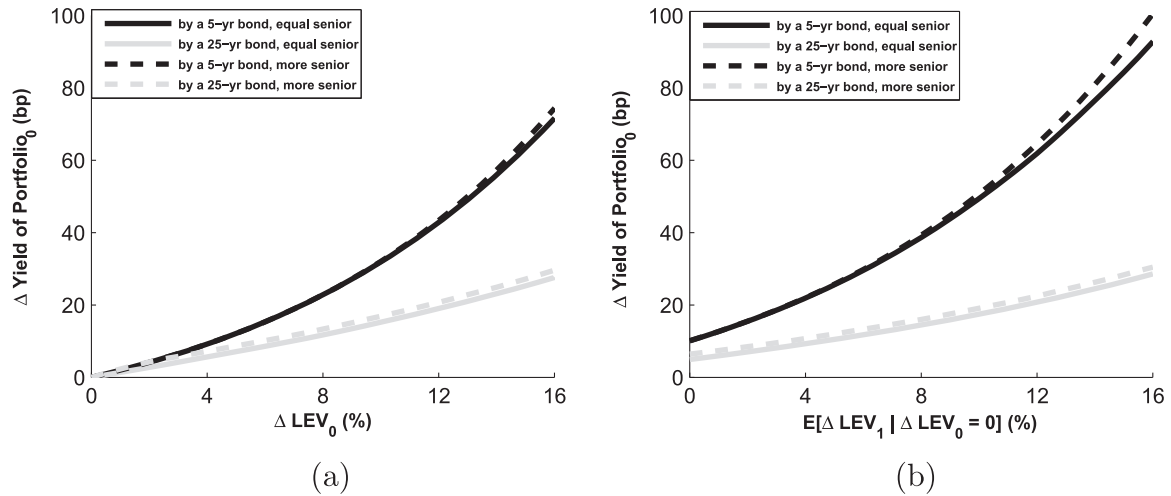 100
80
60
40
20
0
Δ Yield of Portfolio0 (bp)
by a 5−yr bond, equal senior
by a 25−yr bond, equal senior
by a 5−yr bond, more senior
by a 25−yr bond, more senior
0 4 8 12 16
Δ LEV0 (%)
(a)
100
80
60
40
20
0
Δ Yield of Portfolio0 (bp)
by a 5−yr bond, equal senior
by a 25−yr bond, equal senior
by a 5−yr bond, more senior
by a 25−yr bond, more senior
0 4 8 12 16
E[Δ LEV1 | Δ LEV0 = 0] (%)
(b)